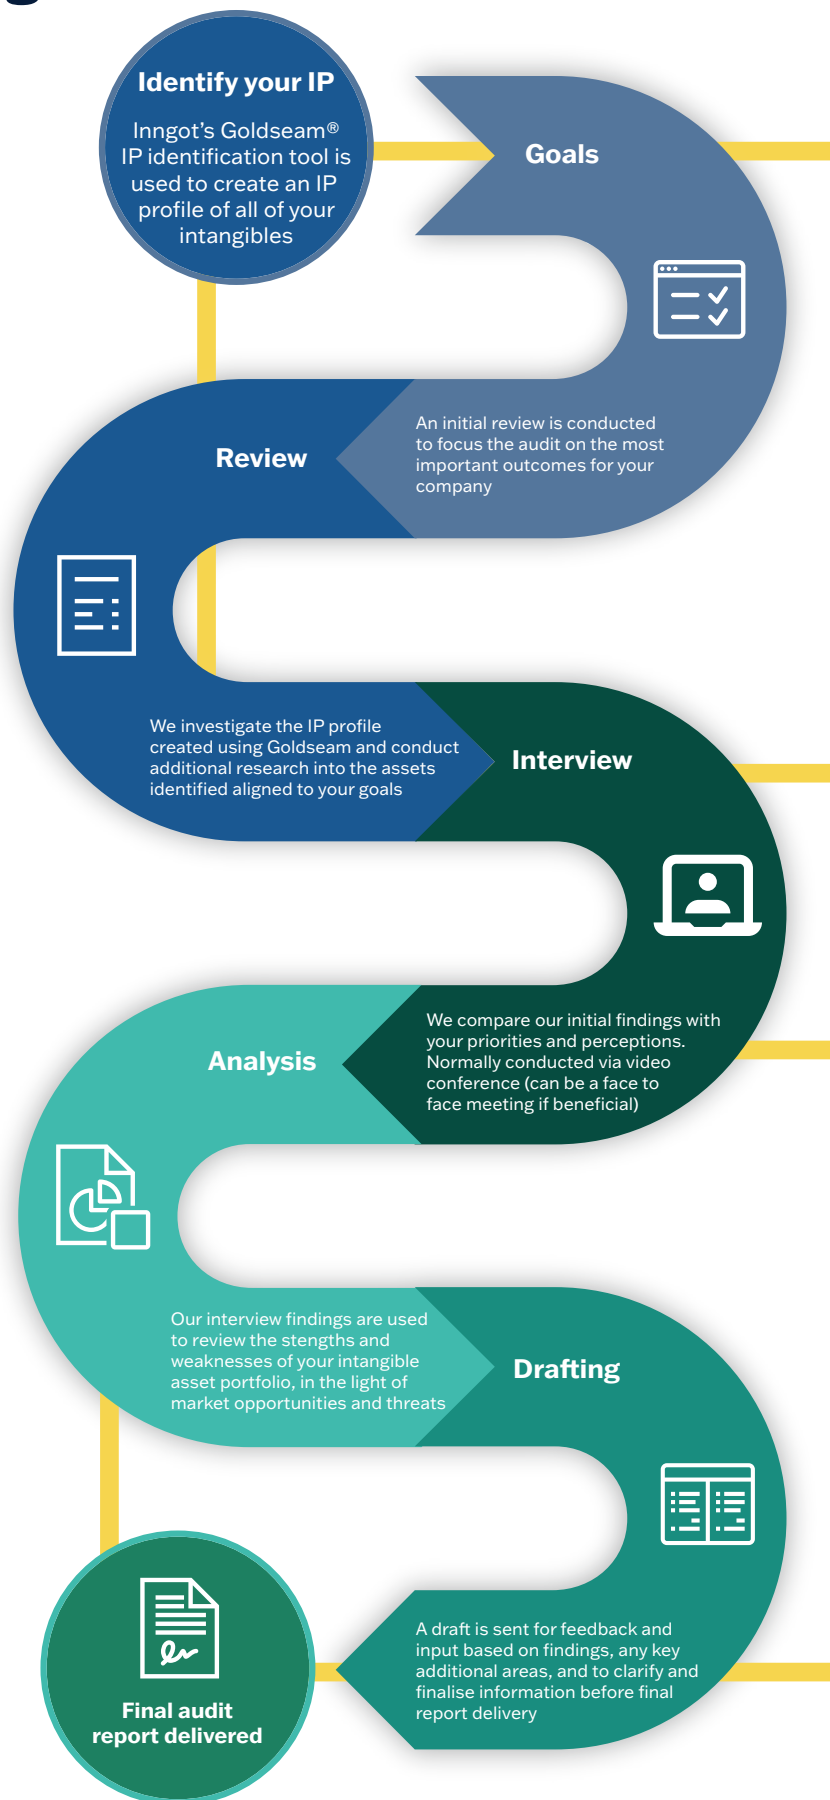 Identify your IP
Inngot's Goldseam®
IP identification tool is
used to create an IP
profile of all of your
intangibles
Goals
An initial review is conducted
to focus the audit on the most
important outcomes for your
company
Review
We investigate the IP profile
created using Goldseam and conduct
additional research into the assets
identified aligned to your goals
Interview
We compare our initial findings with
your priorities and perceptions.
Normally conducted via video
conference (can be a face to
face meeting if beneficial)
Analysis
Our interview findings are used
to review the stengths and
weaknesses of your intangible
asset portfolio, in the light of
market opportunities and threats
Drafting
A draft is sent for feedback and
input based on findings, any key
additional areas, and to clarify and
finalise information before final
report delivery
Final audit
report delivered